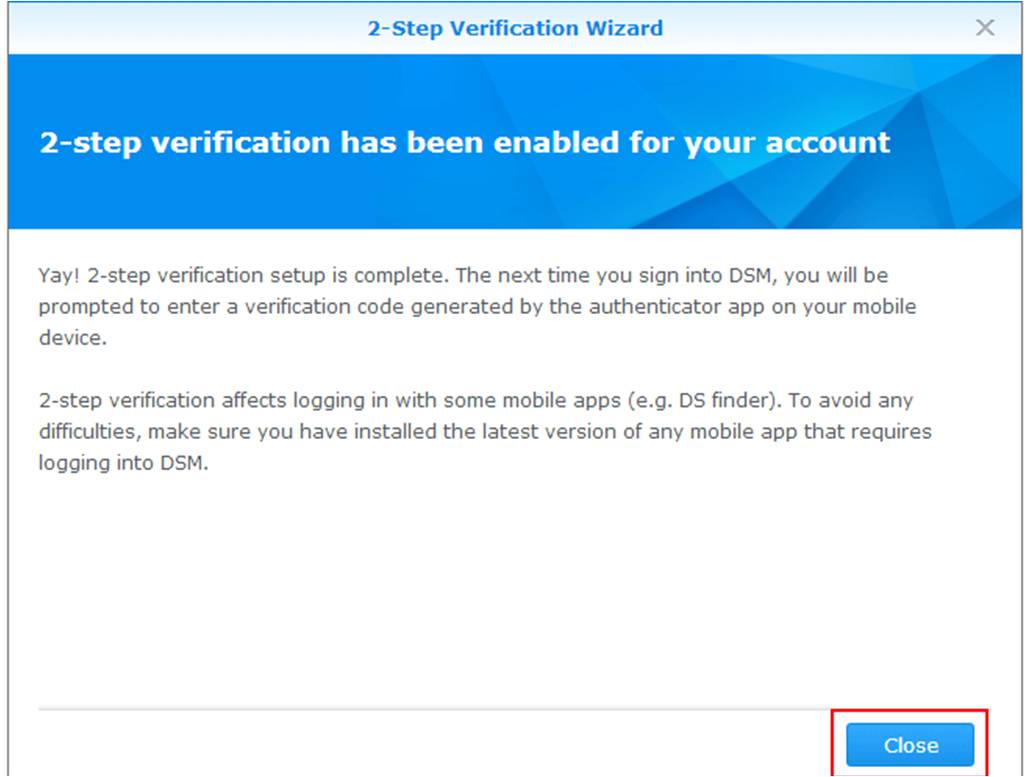 2-Step Verification Wizard
2-step verification has been enabled for your account
Yay! 2-step verification setup is complete. The next time you sign into DSM, you will be
prompted to enter a verification code generated by the authenticator app on your mobile
device.
2-step verification affects logging in with some mobile apps (e.g. DS finder). To avoid any
difficulties, make sure you have installed the latest version of any mobile app that requires
logging into DSM.
Close